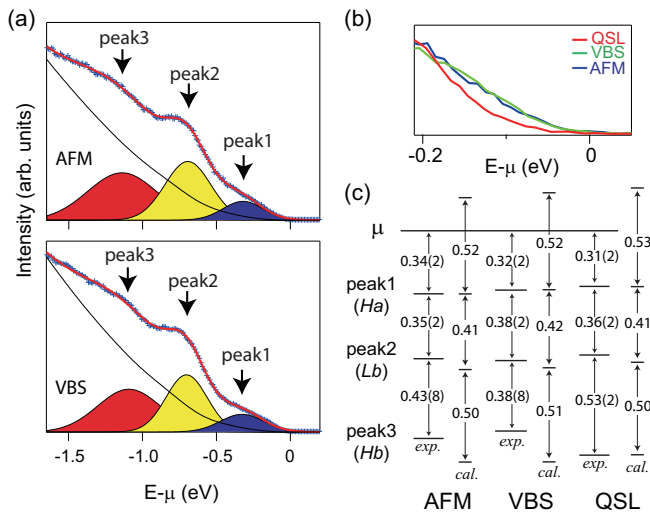 (a)
peak3
peak2
peak1
AFM
Intensity (arb. units)
peak3
peak2
peak1
VBS
-1.5 -1.0 -0.5 0
E-μ (eV)
(b)
QSL
VBS
AFM
-0.2 0
E-μ (eV)
(c)
μ
0.34(2) 0.52 0.32(2) 0.52 0.31(2) 0.53
peak1
(Ha)
0.35(2) 0.41 0.38(2) 0.42 0.36(2) 0.41
peak2
(Lb)
0.43(8) 0.50 0.38(8) 0.51 0.53(2) 0.50
peak3
(Hb)
exp. cal. exp. cal. exp. cal.
AFM VBS QSL